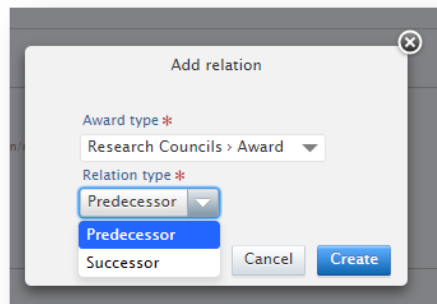 Add relation
Award type *
Research Councils › Award
Relation type *
Predecessor
Predecessor
Successor
Cancel Create